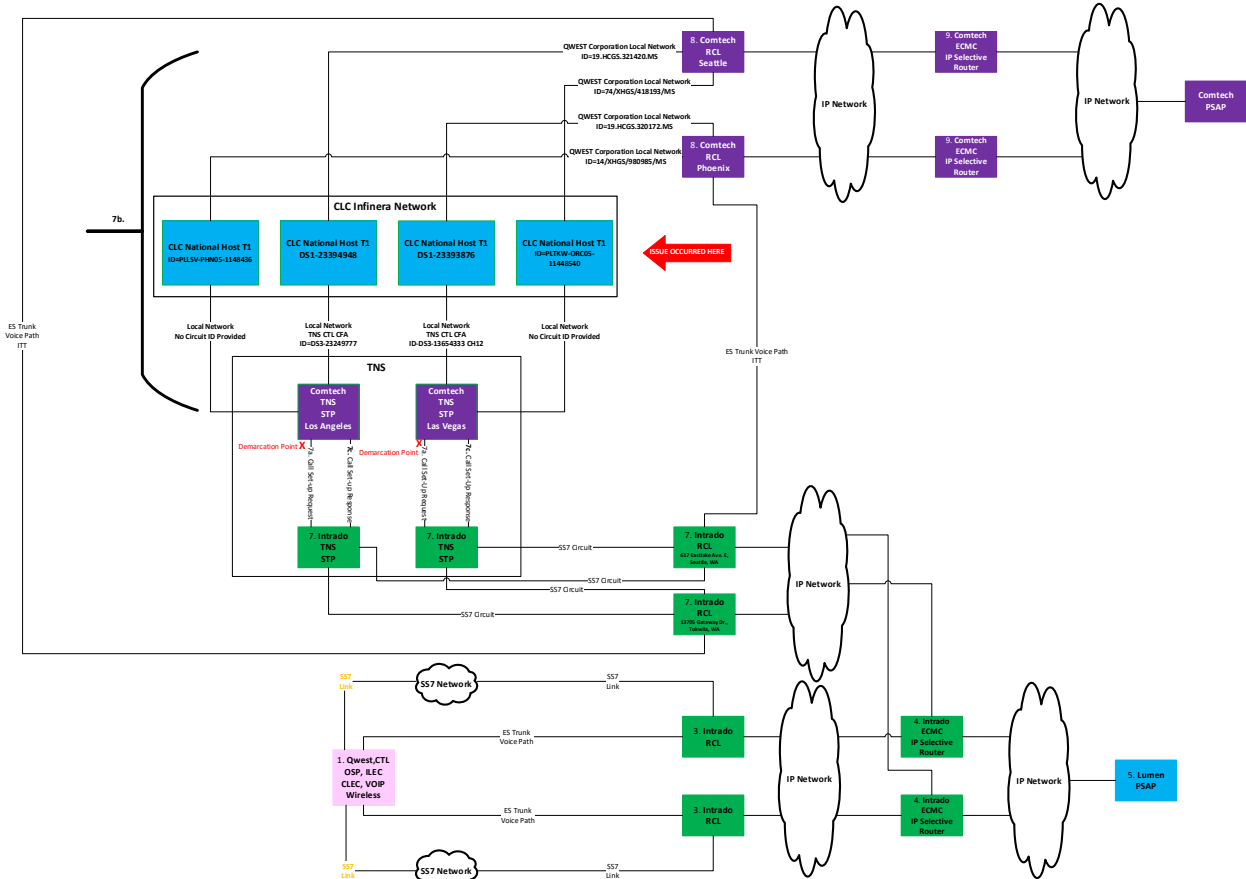 QWEST Corporation Local Network
ID=19.HCGS.321420.MS
8. Comtech
RCL
Seattle
QWEST Corporation Local Network
ID=74/XHGS/418193/MS
IP Network
9. Comtech
ECMC
IP Selective
Router
IP Network
Comtech
PSAP
QWEST Corporation Local Network
ID=19.HCGS.320172.MS
QWEST Corporation Local Network
ID=14/XHGS/980985/MS
8. Comtech
RCL
Phoenix
9. Comtech
ECMC
IP Selective
Router
7b.
CLC Infinera Network
CLC National Host T1
ID=PLLSV-PHN05-1148436
CLC National Host T1
DS1-23394948
CLC National Host T1
DS1-23393876
CLC National Host T1
ID=PLTKW-ORC05-
11448540
ISSUE OCCURRED HERE
ES Trunk
Voice Path
ITT
Local Network
No Circuit ID Provided
Local Network
TNS CTL CFA
ID=DS3-23249777
Local Network
TNS CTL CFA
ID-DS3-13654333 CH12
Local Network
No Circuit ID Provided
ES Trunk Voice Path
ITT
TNS
Comtech
TNS
STP
Los Angeles
Comtech
TNS
STP
Las Vegas
Demarcation Point X
Demarcation Point
X
7a. Call Set-up Request
7c. Call Set-Up Response
7a. Call Set-Up Request
7c. Call Set-Up Response
7. Intrado
TNS
STP
7. Intrado
TNS
STP
SS7 Circuit
7. Intrado
RCL
617 Eastlake Ave. E,
Seattle, WA
SS7 Circuit
SS7 Circuit
SS7 Circuit
7. Intrado
RCL
12705 Gateway Dr.,
Tukwila, WA
IP Network
SS7
Link
SS7 Network
SS7
Link
ES Trunk
Voice Path
3. Intrado
RCL
4. Intrado
ECMC
IP Selective
Router
1. Qwest,CTL
OSP, ILEC
CLEC, VOIP
Wireless
IP Network
IP Network
5. Lumen
PSAP
ES Trunk
Voice Path
3. Intrado
RCL
4. Intrado
ECMC
IP Selective
Router
SS7
Link
SS7 Network
SS7
Link